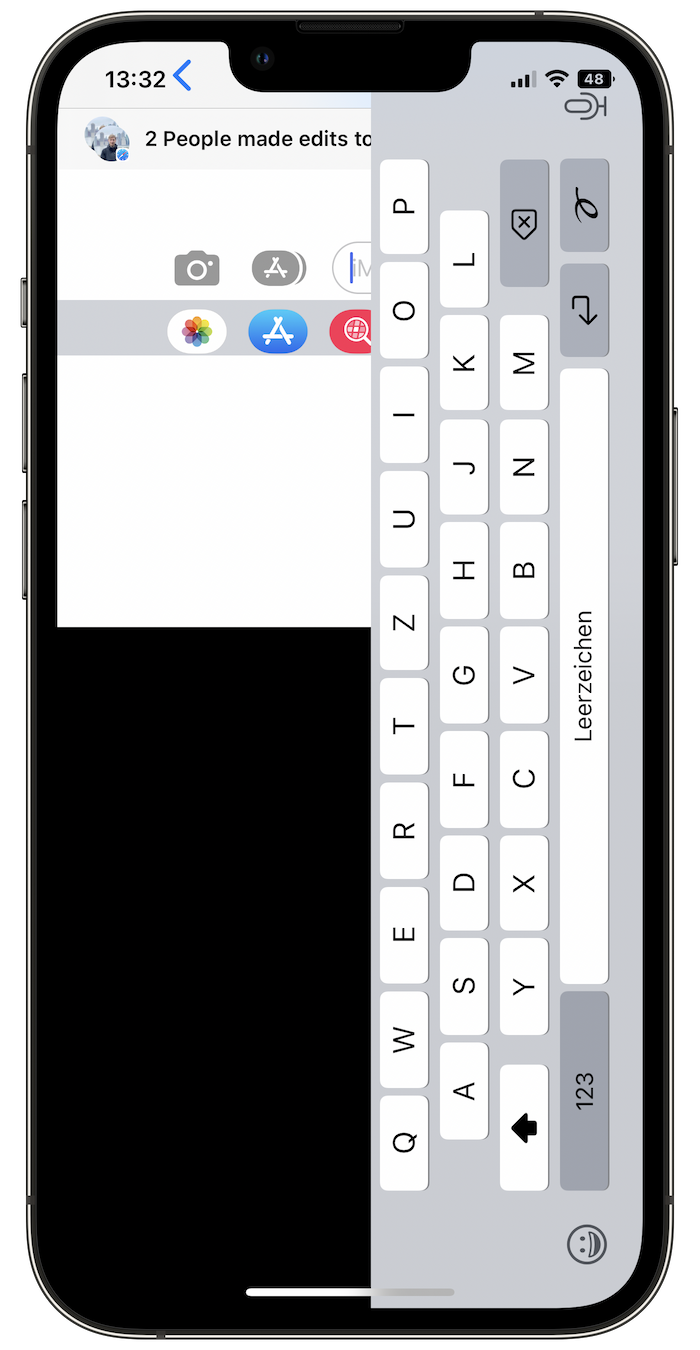 13:32
48
2 People made edits to
iM
Q W E R T Z U I O P
A S D F G H J K L
Y X C V B N M
123 Leerzeichen